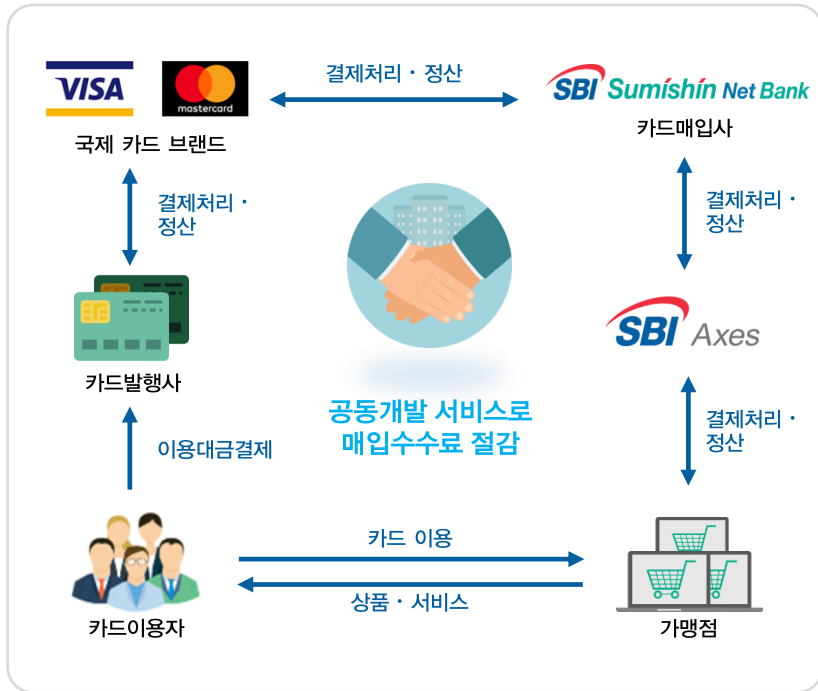 VISA
mastercard
결제처리 · 정산
SBI Sumishin Net Bank
국제 카드 브랜드
카드매입사
결제처리 ·
정산
결제처리 ·
정산
SBI Axes
카드발행사
공동개발 서비스로
매입수수료 절감
결제처리 ·
정산
이용대금결제
카드 이용
상품 · 서비스
카드이용자
가맹점